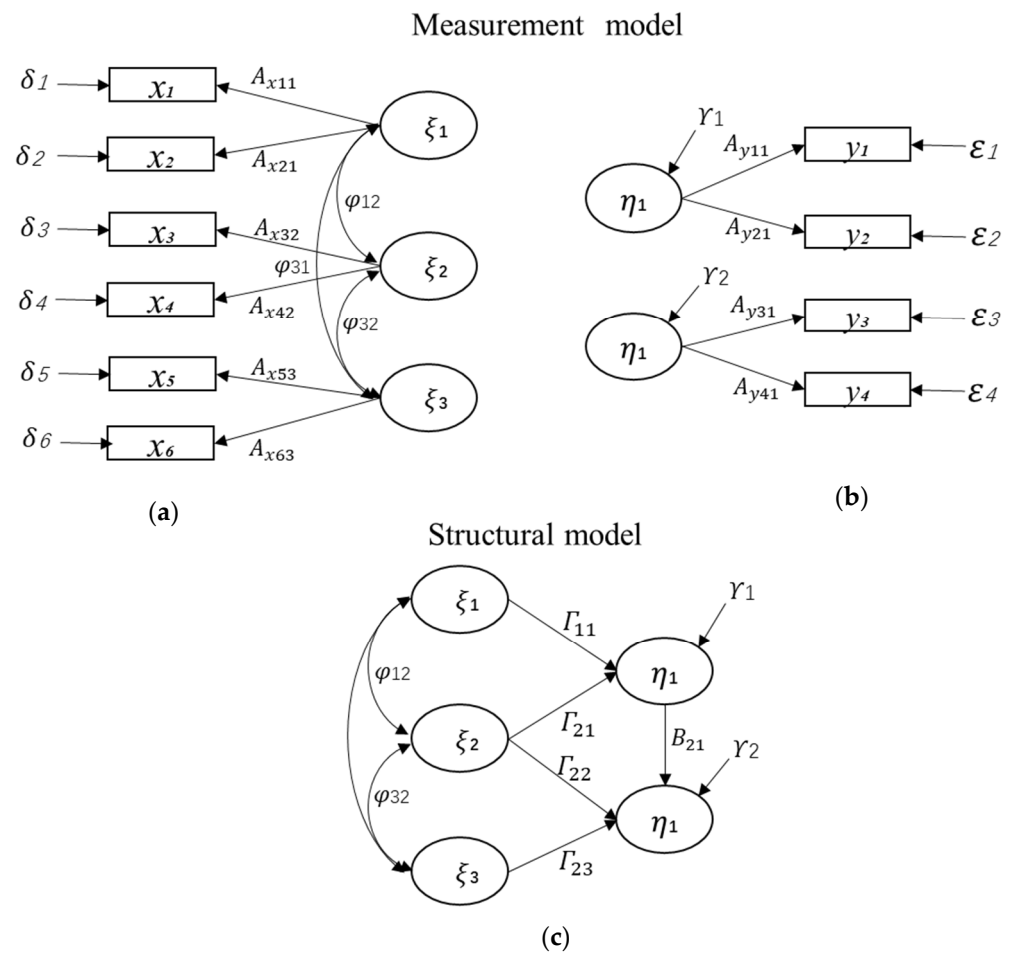 Measurement model
δ1 x1 Ax11
δ2 x2 Ax21
ξ1
φ12
δ3 x3 Ax32
φ31
ξ2
δ4 x4 Ax42
φ32
δ5 x5 Ax53
ξ3
δ6 x6 Ax63
(a)
ϒ1
Ay11 y1 ε1
η1
Ay21 y2 ε2
ϒ2
Ay31 y3 ε3
η1
Ay41 y4 ε4
(b)
Structural model
ξ1
Γ11
ϒ1
φ12
η1
ξ2
Γ21
B21
Γ22
ϒ2
φ32
η1
ξ3
Γ23
(c)